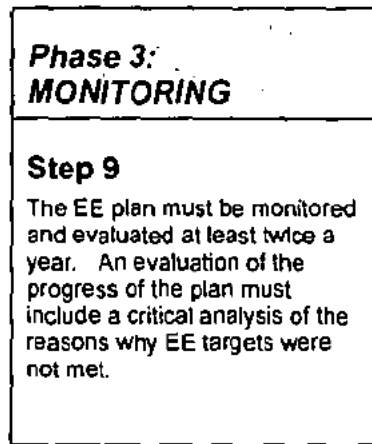 Phase 3:
MONITORING
Step 9
The EE plan must be monitored
and evaluated at least twice a
year. An evaluation of the
progress of the plan must
include a critical analysis of the
reasons why EE targets were
not met.